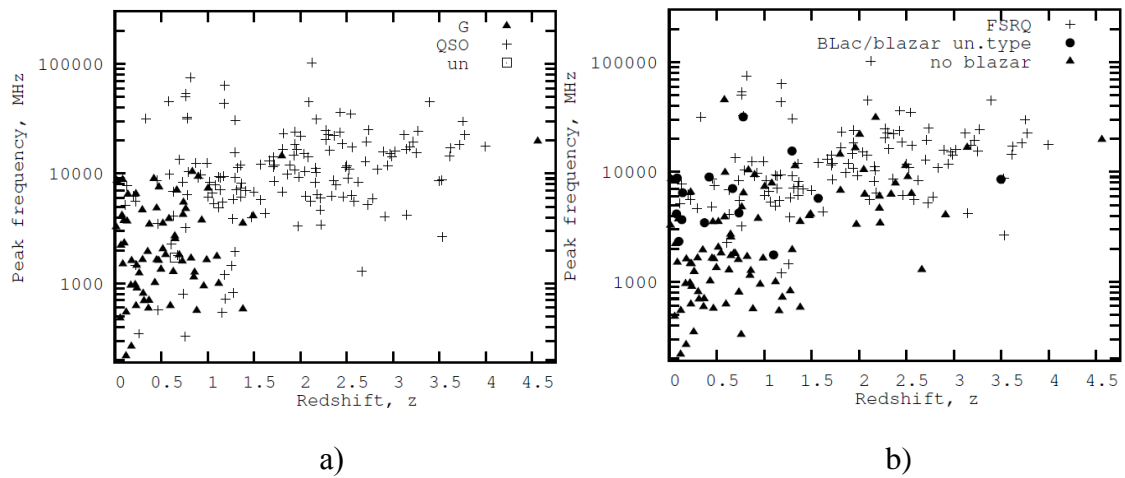 G
QSO
un
100000
10000
1000
Peak frequency, MHz
0 0.5 1 1.5 2 2.5 3 3.5 4 4.5
Redshift, z
a)
FSRQ
BLac/blazar un.type
no blazar
100000
10000
1000
Peak frequency, MHz
0 0.5 1 1.5 2 2.5 3 3.5 4 4.5
Redshift, z
b)